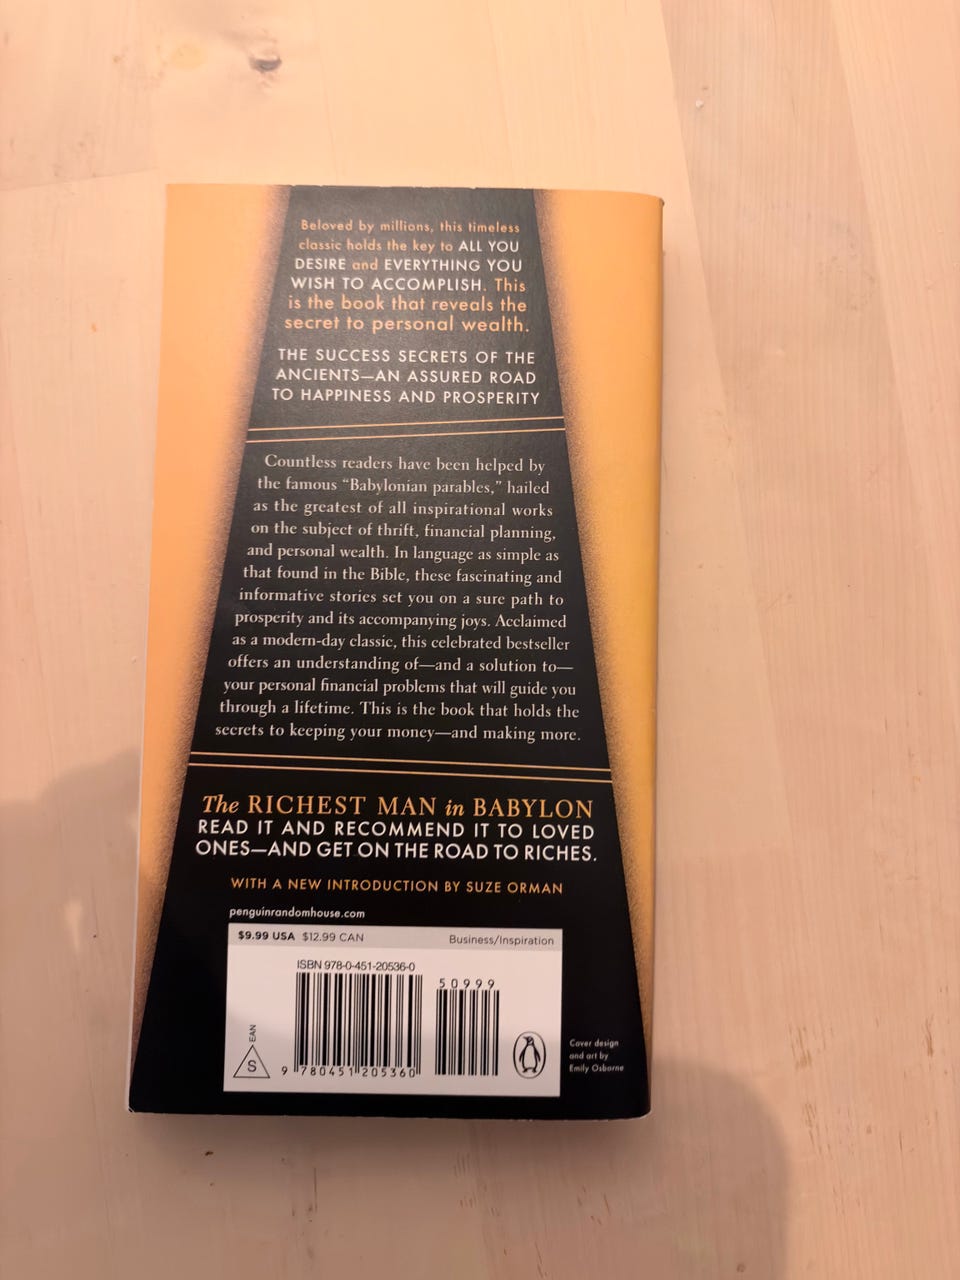 Beloved by millions, this timeless
classic holds the key to ALL YOU
DESIRE and EVERYTHING YOU
WISH TO ACCOMPLISH. This
is the book that reveals the
secret to personal wealth.
THE SUCCESS SECRETS OF THE
ANCIENTS—AN ASSURED ROAD
TO HAPPINESS AND PROSPERITY
Countless readers have been helped by
the famous “Babylonian parables,” hailed
as the greatest of all inspirational works
on the subject of thrift, financial planning,
and personal wealth. In language as simple as
that found in the Bible, these fascinating and
informative stories set you on a sure path to
prosperity and its accompanying joys. Acclaimed
as a modern-day classic, this celebrated bestseller
offers an understanding of—and a solution to—
your personal financial problems that will guide you
through a lifetime. This is the book that holds the
secrets to keeping your money—and making more.
The RICHEST MAN in BABYLON
READ IT AND RECOMMEND IT TO LOVED
ONES—AND GET ON THE ROAD TO RICHES.
WITH A NEW INTRODUCTION BY SUZE ORMAN
penguinrandomhouse.com
$9.99 USA $12.99 CAN Business/Inspiration
ISBN 978-0-451-20536-0
50999
EAN
S
9 780451 205360
Cover design
and art by
Emily Osborne